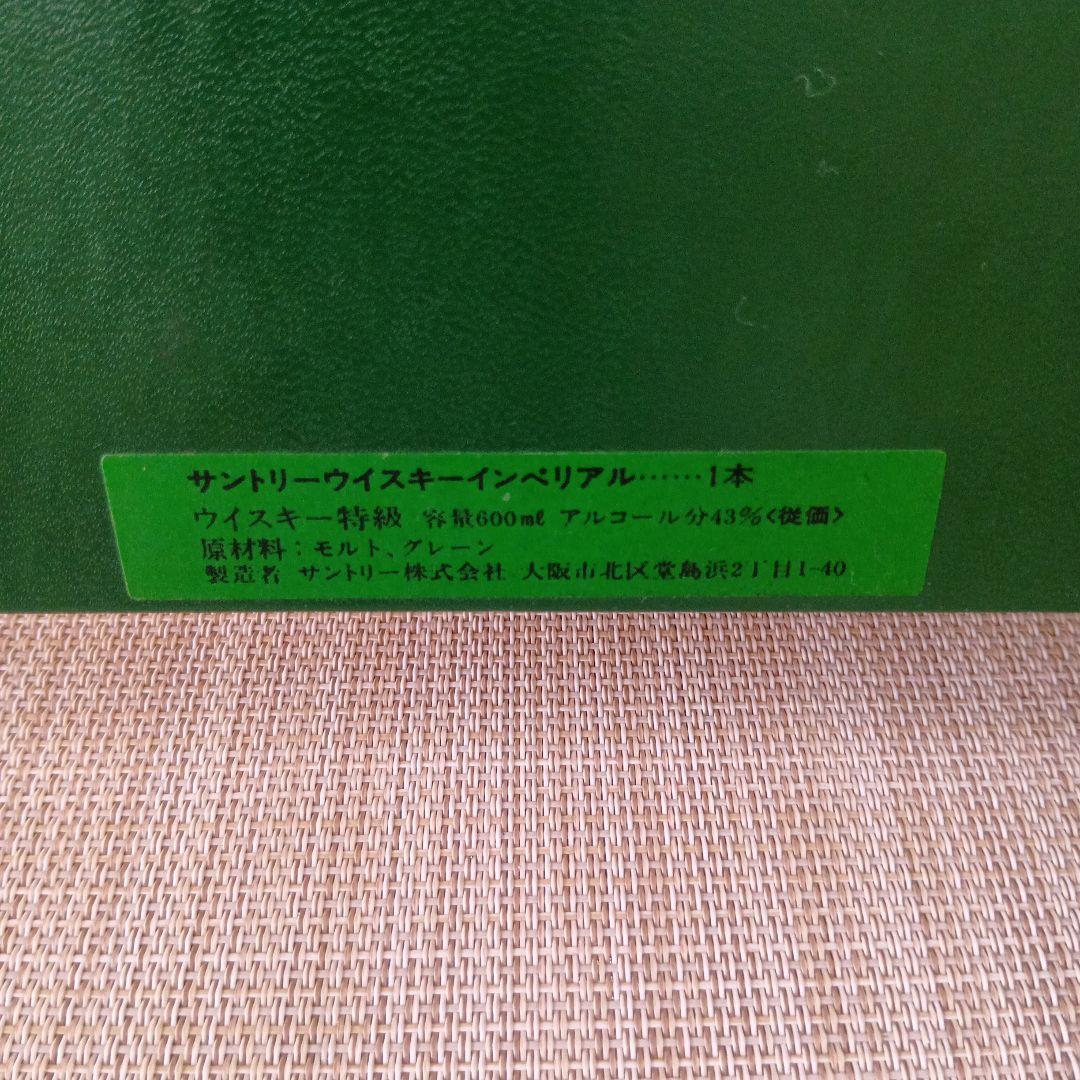 サントリーウイスキーインペリアル……1本
ウイスキー特級 容量600ml アルコール分43%<従価>
原材料：モルト、グレーン
製造者 サントリー株式会社 大阪市北区堂島浜2丁目1-40